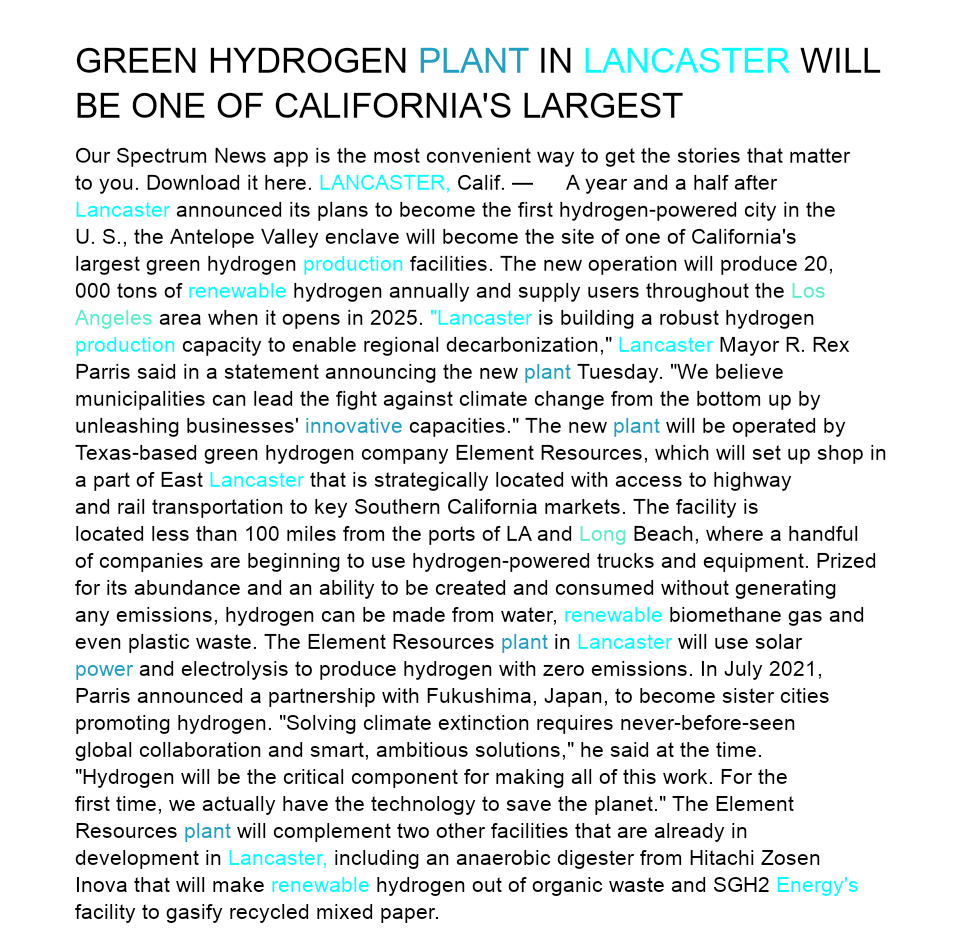 GREEN HYDROGEN PLANT IN LANCASTER WILL
BE ONE OF CALIFORNIA'S LARGEST
Our Spectrum News app is the most convenient way to get the stories that matter
to you. Download it here. LANCASTER, Calif. — A year and a half after
Lancaster announced its plans to become the first hydrogen-powered city in the
U. S., the Antelope Valley enclave will become the site of one of California's
largest green hydrogen production facilities. The new operation will produce 20,
000 tons of renewable hydrogen annually and supply users throughout the Los
Angeles area when it opens in 2025. "Lancaster is building a robust hydrogen
production capacity to enable regional decarbonization," Lancaster Mayor R. Rex
Parris said in a statement announcing the new plant Tuesday. "We believe
municipalities can lead the fight against climate change from the bottom up by
unleashing businesses' innovative capacities." The new plant will be operated by
Texas-based green hydrogen company Element Resources, which will set up shop in
a part of East Lancaster that is strategically located with access to highway
and rail transportation to key Southern California markets. The facility is
located less than 100 miles from the ports of LA and Long Beach, where a handful
of companies are beginning to use hydrogen-powered trucks and equipment. Prized
for its abundance and an ability to be created and consumed without generating
any emissions, hydrogen can be made from water, renewable biomethane gas and
even plastic waste. The Element Resources plant in Lancaster will use solar
power and electrolysis to produce hydrogen with zero emissions. In July 2021,
Parris announced a partnership with Fukushima, Japan, to become sister cities
promoting hydrogen. "Solving climate extinction requires never-before-seen
global collaboration and smart, ambitious solutions," he said at the time.
"Hydrogen will be the critical component for making all of this work. For the
first time, we actually have the technology to save the planet." The Element
Resources plant will complement two other facilities that are already in
development in Lancaster, including an anaerobic digester from Hitachi Zosen
Inova that will make renewable hydrogen out of organic waste and SGH2 Energy's
facility to gasify recycled mixed paper.